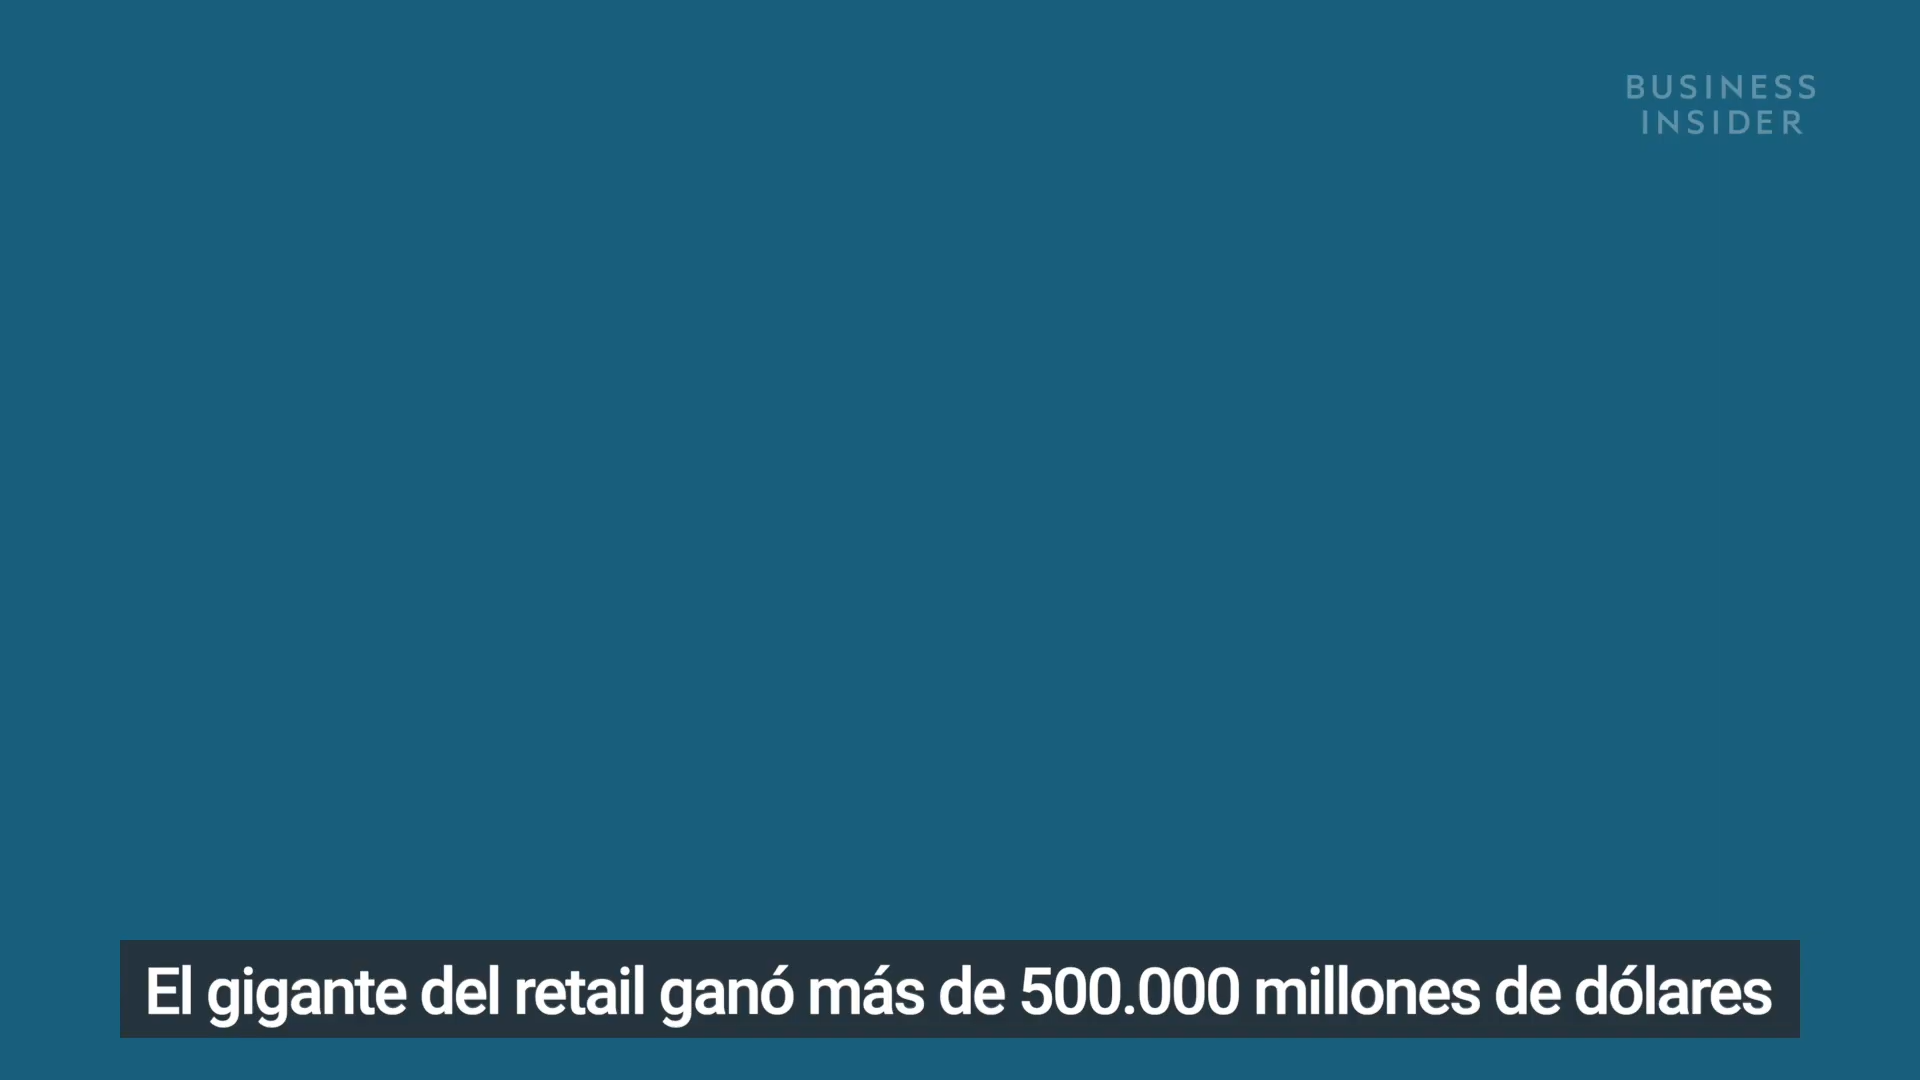 BUSINESS
INSIDER
El gigante del retail ganó más de 500.000 millones de dólares